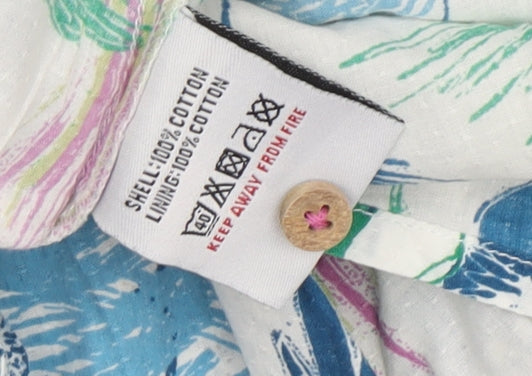 SHELL:100% COTTON
LINING:100% COTTON
40
KEEP AWAY FROM FIRE